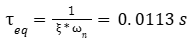 τ_eq = 1 / (ξ * ω_n) = 0.0113 s